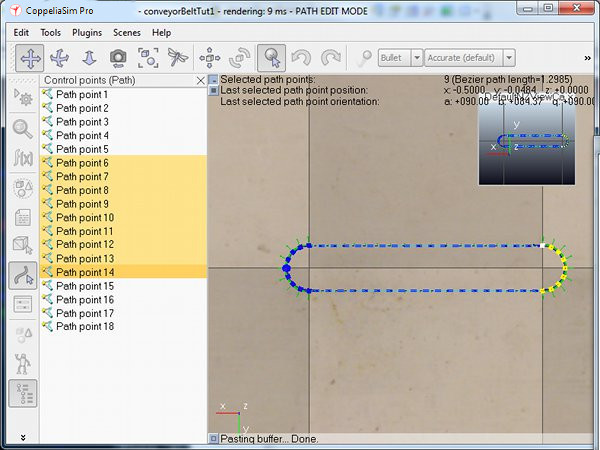 CoppeliaSim Pro - conveyorBeltTut1 - rendering: 9 ms - PATH EDIT MODE
Edit Tools Plugins Scenes Help
Bullet Accurate (default) »
Control points (Path)
Path point 1
Path point 2
Path point 3
Path point 4
Path point 5
Path point 6
Path point 7
Path point 8
Path point 9
Path point 10
Path point 11
Path point 12
Path point 13
Path point 14
Path point 15
Path point 16
Path point 17
Path point 18
f(x)
Selected path points: 9 (Bezier path length=1.2985)
Last selected path point position: x: -0.5000 y: -0.0484 z: +0.0000
Last selected path point orientation: a: +090.00 b: +084.37 g: +090.00
y
x z
x z
y
Pasting buffer... Done.